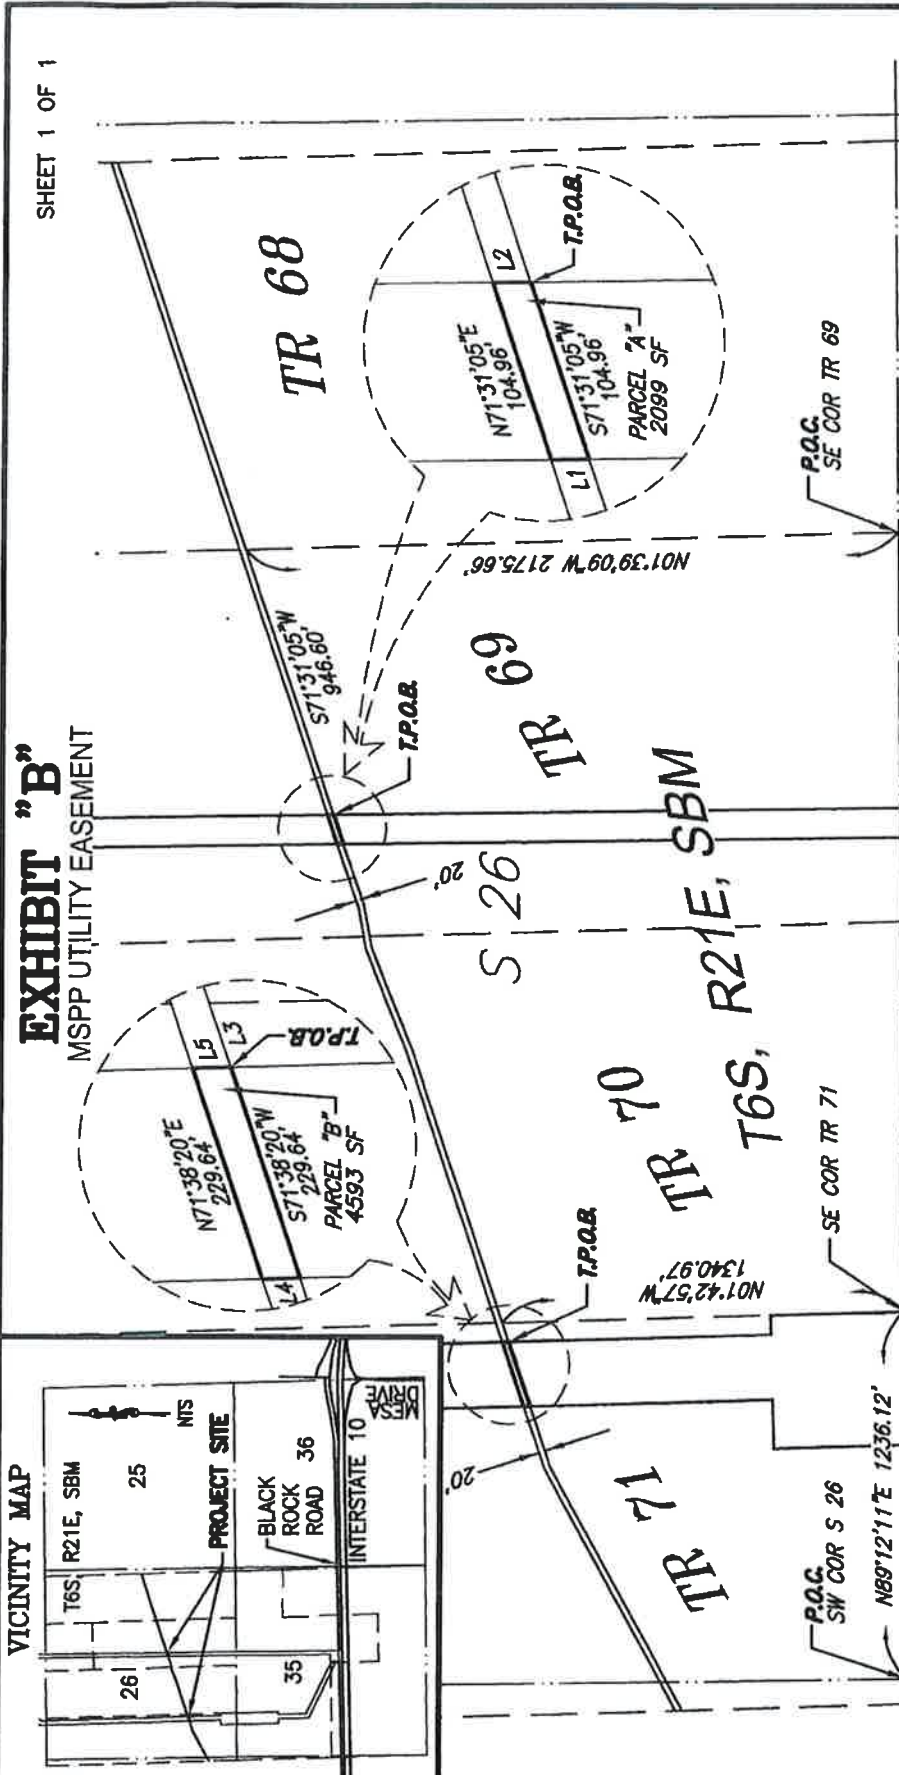 SHEET 1 OF 1
EXHIBIT "B"
MSPP UTILITY EASEMENT
VICINITY MAP
T6S, R21E, SBM
26
25
NTS
PROJECT SITE
35
BLACK
ROCK
ROAD
36
INTERSTATE 10
MESA
DRIVE
N71°38'20"E
229.64'
L5
L3
S71°38'20"W
229.64'
L4
T.P.O.B.
PARCEL "B"
4593 SF
TR 68
N71°31'05"E
104.96'
L2
L1
S71°31'05"W
104.96'
T.P.O.B.
PARCEL "A"
2099 SF
S71°31'05"W
946.60'
T.P.O.B.
20'
N01°39'09"W 2175.66'
TR 69
S 26
TR 70
T6S, R21E, SBM
T.P.O.B.
20'
N01°42'57"W
1340.97'
TR 71
P.O.C.
SW COR S 26
N89°12'11"E 1236.12'
SE COR TR 71
P.O.C.
SE COR TR 69